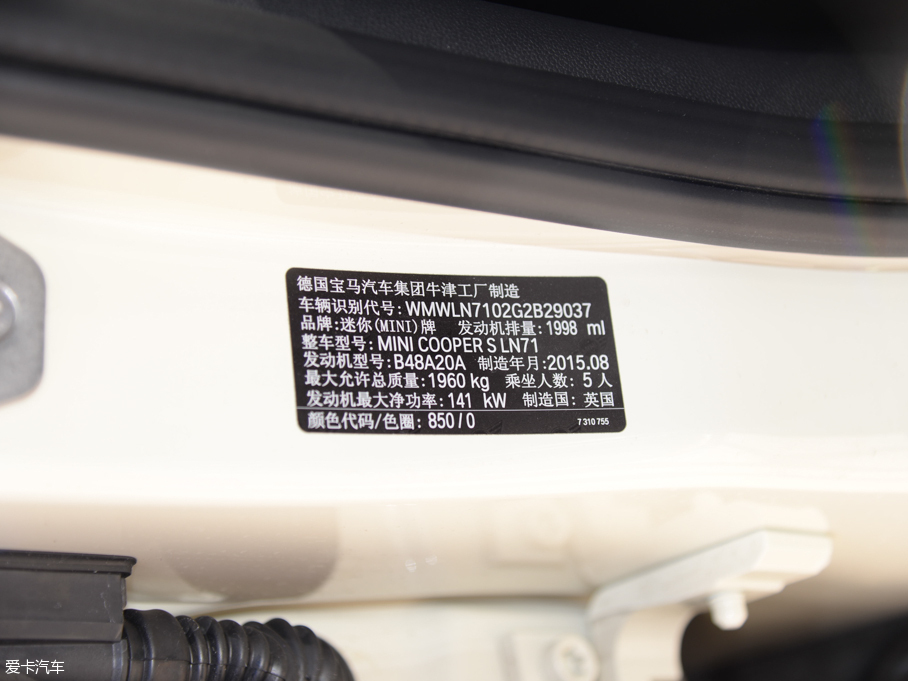 德国宝马汽车集团牛津工厂制造
车辆识别代号: WMWLN7102G2B29037
品牌:迷你(MINI)牌 发动机排量:1998 ml
整车型号: MINI COOPER S LN71
发动机型号: B48A20A 制造年月:2015.08
最大允许总质量:1960 kg 乘坐人数: 5人
发动机最大净功率: 141 kW 制造国: 英国
颜色代码/色圈: 850 / 0 7 310 755
爱卡汽车